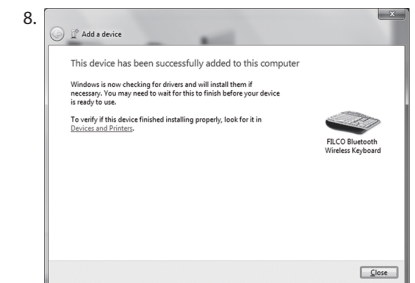 8.
Add a device
This device has been successfully added to this computer
Windows is now checking for drivers and will install them if
necessary. You may need to wait for this to finish before your device
is ready to use.
To verify if this device finished installing properly, look for it in
Devices and Printers.
FILCO Bluetooth
Wireless Keyboard
Close